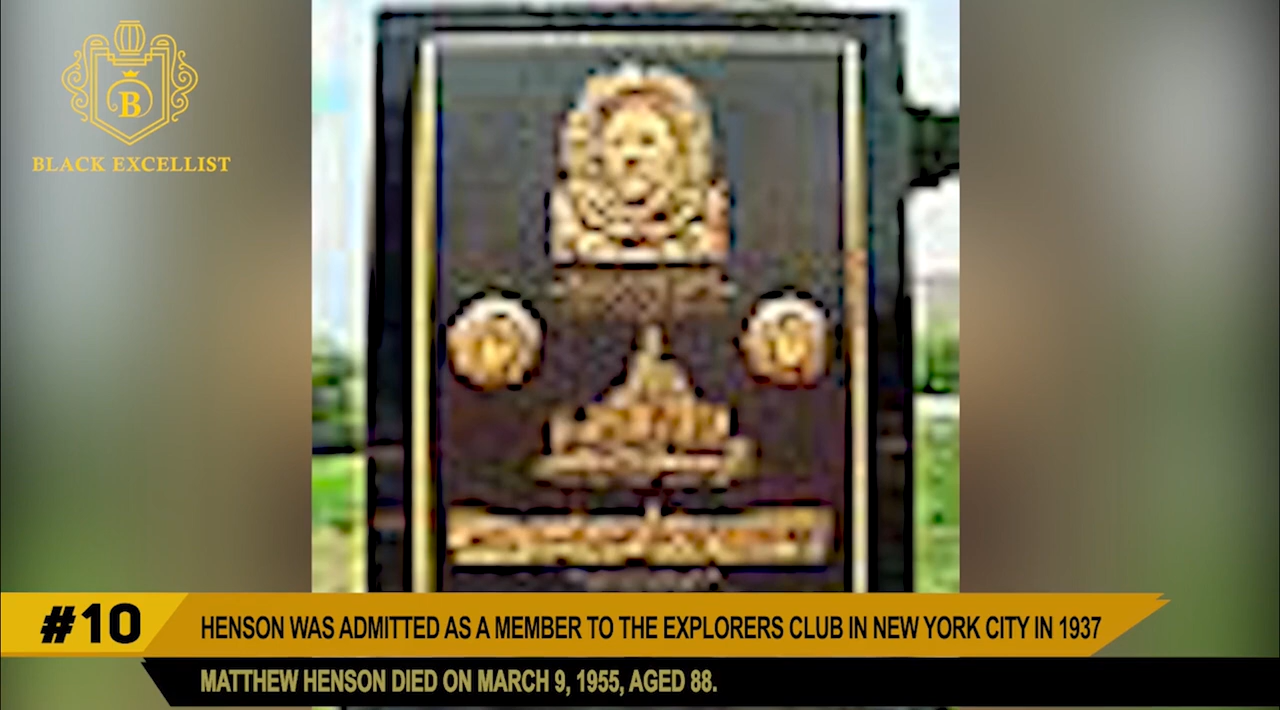 B
BLACK EXCELLIST
#10
HENSON WAS ADMITTED AS A MEMBER TO THE EXPLORERS CLUB IN NEW YORK CITY IN 1937
MATTHEW HENSON DIED ON MARCH 9, 1955, AGED 88.